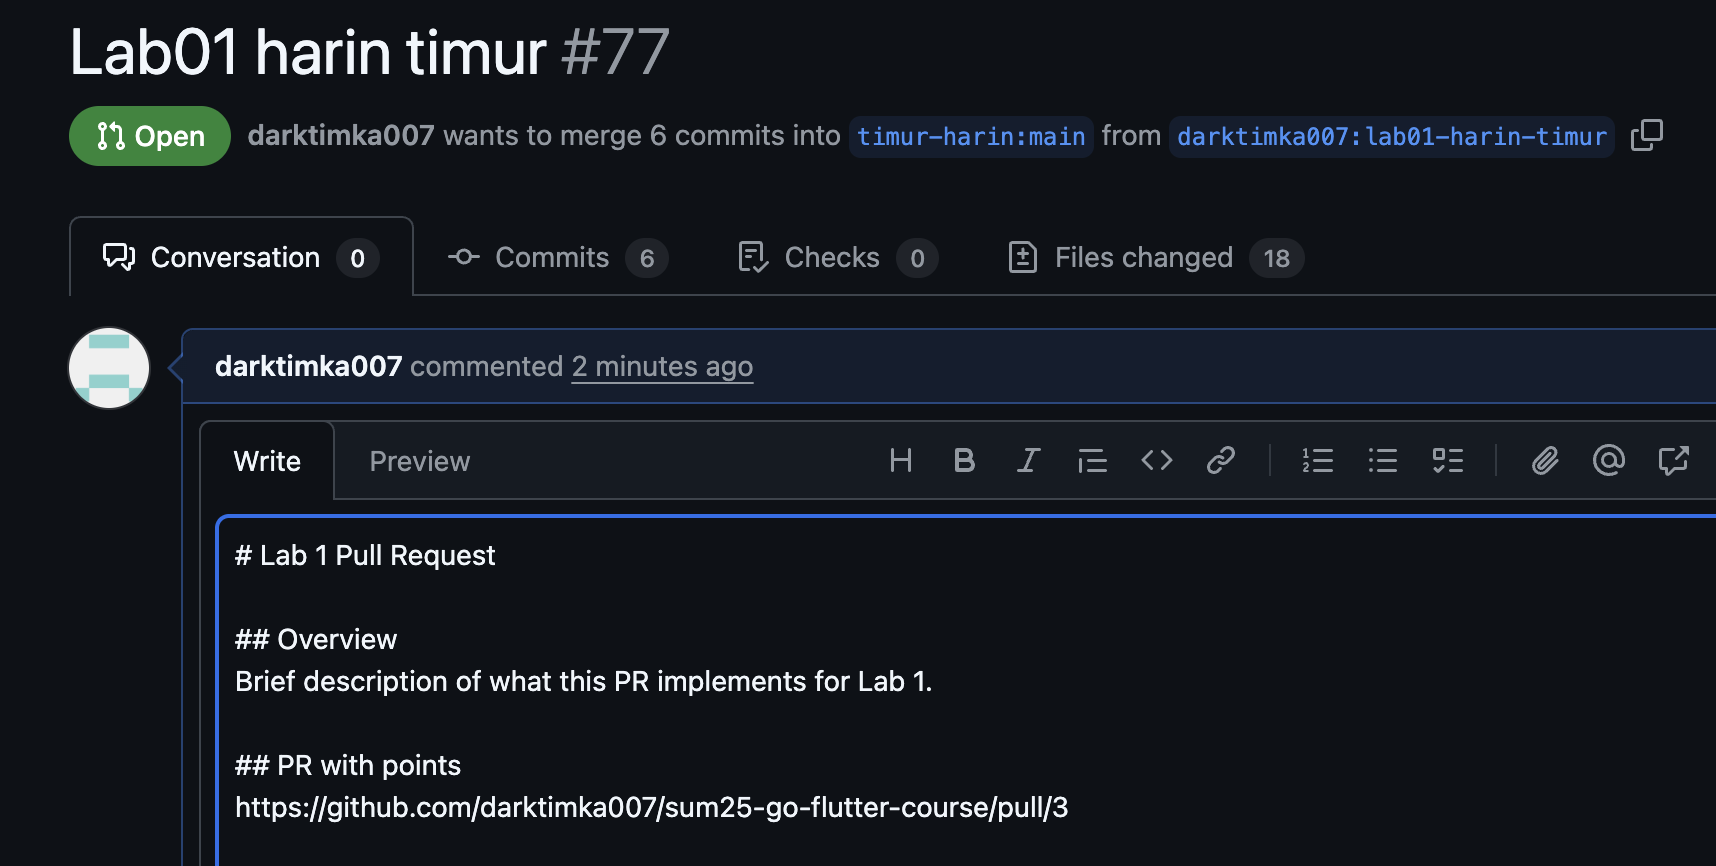 Lab01 harin timur #77
Open darktimka007 wants to merge 6 commits into timur-harin:main from darktimka007:lab01-harin-timur
Conversation 0 Commits 6 Checks 0 Files changed 18
darktimka007 commented 2 minutes ago
Write Preview
# Lab 1 Pull Request
## Overview
Brief description of what this PR implements for Lab 1.
## PR with points
https://github.com/darktimka007/sum25-go-flutter-course/pull/3